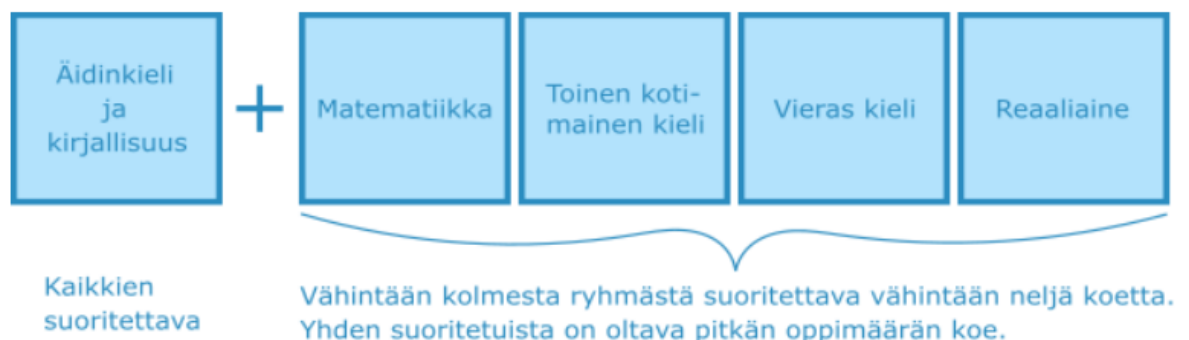 Äidinkieli
ja
kirjallisuus
+
Matematiikka
Toinen koti-
mainen kieli
Vieras kieli
Reaaliaine
Kaikkien
suoritettava
Vähintään kolmesta ryhmästä suoritettava vähintään neljä koetta.
Yhden suoritetuista on oltava pitkän oppimäärän koe.